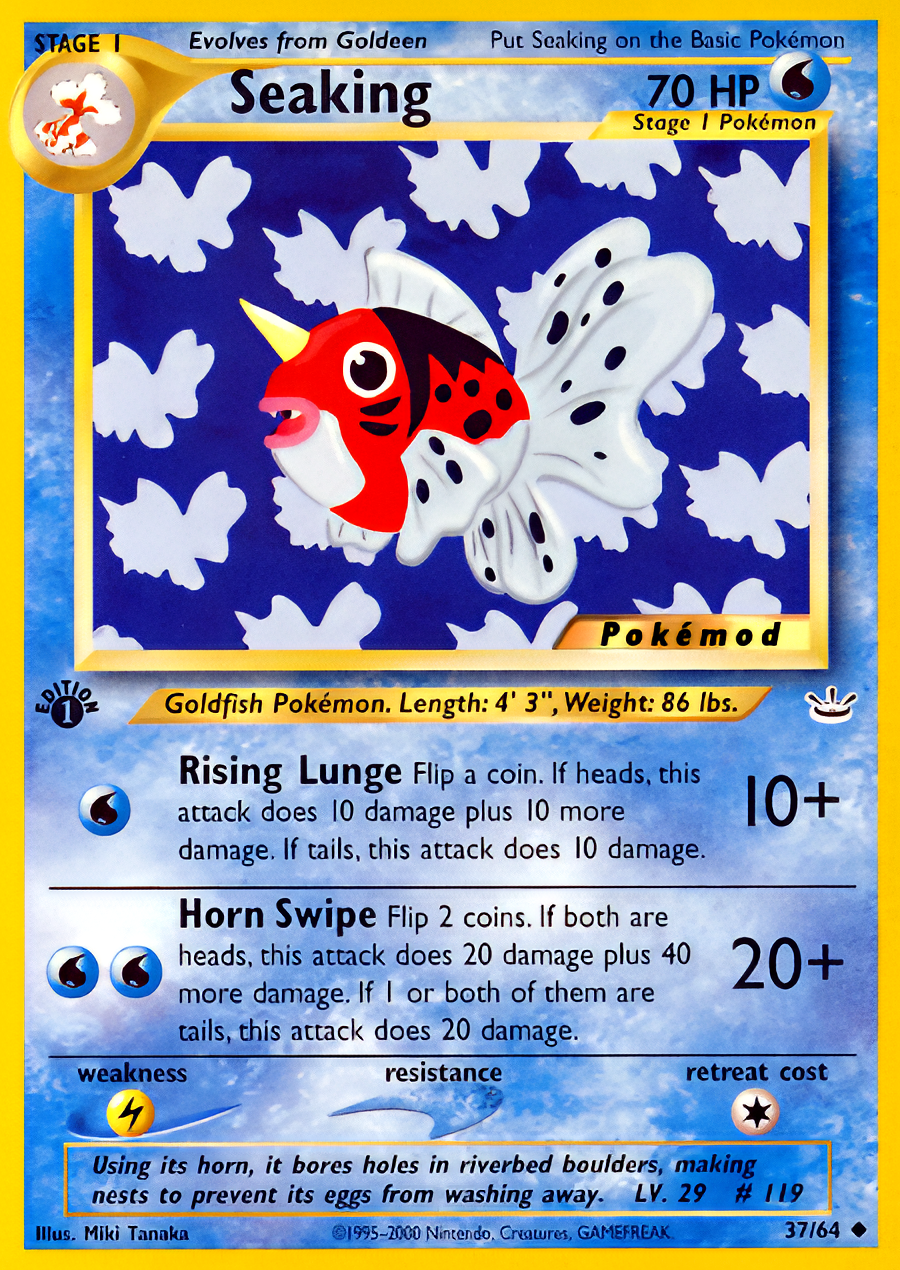 STAGE 1 Evolves from Goldeen Put Seaking on the Basic Pokémon
Seaking 70 HP
Stage 1 Pokémon
Pokémod
EDITION
1
Goldfish Pokémon. Length: 4' 3", Weight: 86 lbs.
Rising Lunge Flip a coin. If heads, this
attack does 10 damage plus 10 more
damage. If tails, this attack does 10 damage.
10+
Horn Swipe Flip 2 coins. If both are
heads, this attack does 20 damage plus 40
more damage. If 1 or both of them are
tails, this attack does 20 damage.
20+
weakness resistance retreat cost
Using its horn, it bores holes in riverbed boulders, making
nests to prevent its eggs from washing away. LV. 29 # 119
Illus. Miki Tanaka ©1995-2000 Nintendo, Creatures, GAMEFREAK. 37/64